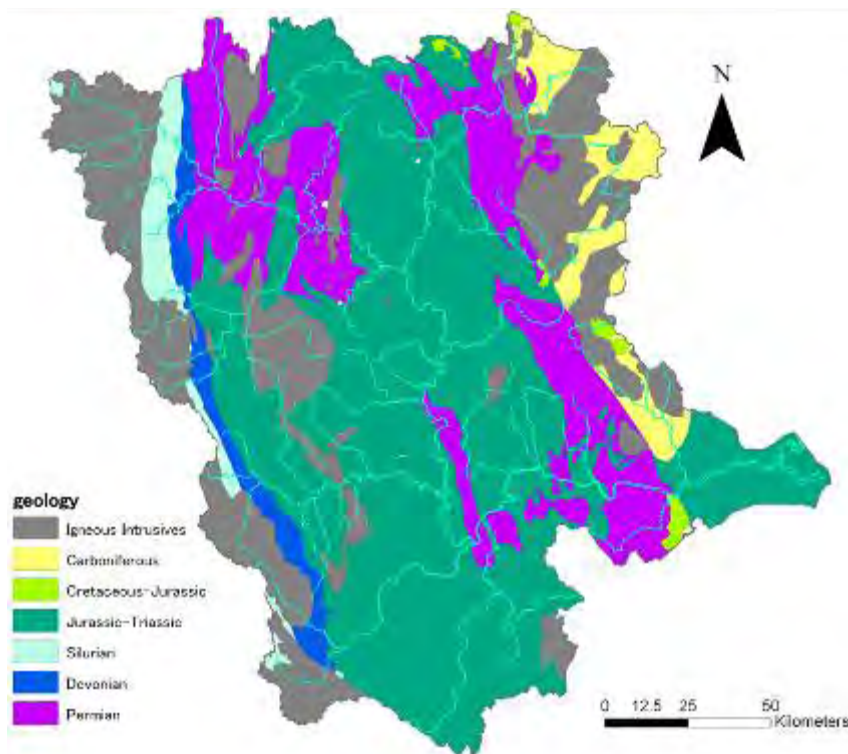 N
geology
Igneous Intrusives
Carboniferous
Cretaceous-Jurassic
Jurassic-Triassic
Silurian
Devonian
Permian
0 12.5 25 50
Kilometers